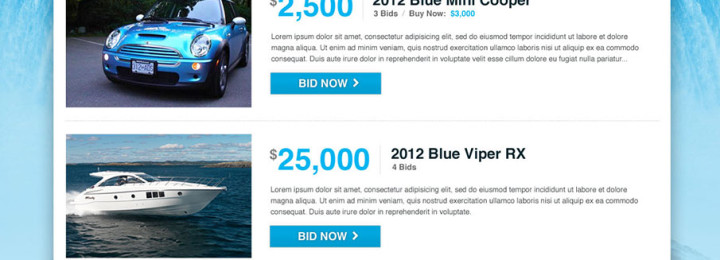 $2,500
2012 Blue Mini Cooper
3 Bids / Buy Now: $3,000
Lorem ipsum dolor sit amet, consectetur adipisicing elit, sed do eiusmod tempor incididunt ut labore et dolore
magna aliqua. Ut enim ad minim veniam, quis nostrud exercitation ullamco laboris nisi ut aliquip ex ea commodo
consequat. Duis aute irure dolor in reprehenderit in voluptate velit esse cillum dolore eu fugiat nulla pariatur...
BID NOW
$25,000
2012 Blue Viper RX
4 Bids
Lorem ipsum dolor sit amet, consectetur adipisicing elit, sed do eiusmod tempor incididunt ut labore et dolore
magna aliqua. Ut enim ad minim veniam, quis nostrud exercitation ullamco laboris nisi ut aliquip ex ea commodo
consequat. Duis aute irure dolor in reprehenderit in voluptate.
BID NOW